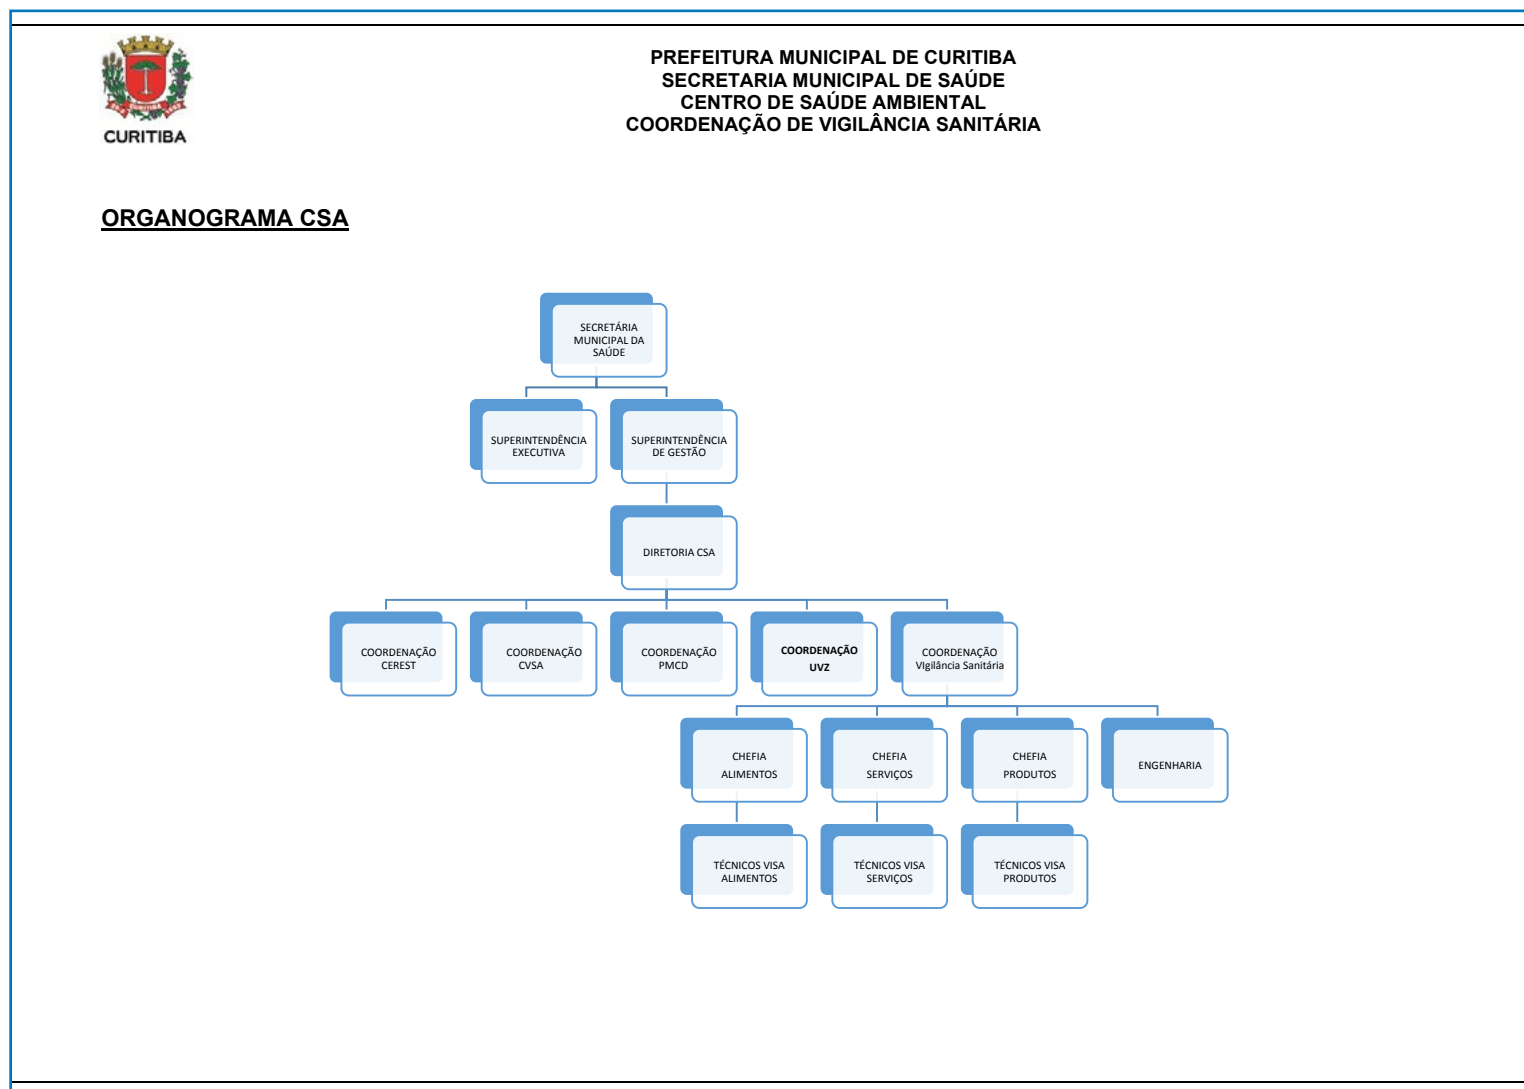 CURITIBA
PREFEITURA MUNICIPAL DE CURITIBA
SECRETARIA MUNICIPAL DE SAÚDE
CENTRO DE SAÚDE AMBIENTAL
COORDENAÇÃO DE VIGILÂNCIA SANITÁRIA
ORGANOGRAMA CSA
SECRETÁRIA
MUNICIPAL DA
SAÚDE
SUPERINTENDÊNCIA
EXECUTIVA
SUPERINTENDÊNCIA
DE GESTÃO
DIRETORIA CSA
COORDENAÇÃO
CEREST
COORDENAÇÃO
CVSA
COORDENAÇÃO
PMCD
COORDENAÇÃO
UVZ
COORDENAÇÃO
VIgilância Sanitária
CHEFIA
ALIMENTOS
CHEFIA
SERVIÇOS
CHEFIA
PRODUTOS
ENGENHARIA
TÉCNICOS VISA
ALIMENTOS
TÉCNICOS VISA
SERVIÇOS
TÉCNICOS VISA
PRODUTOS